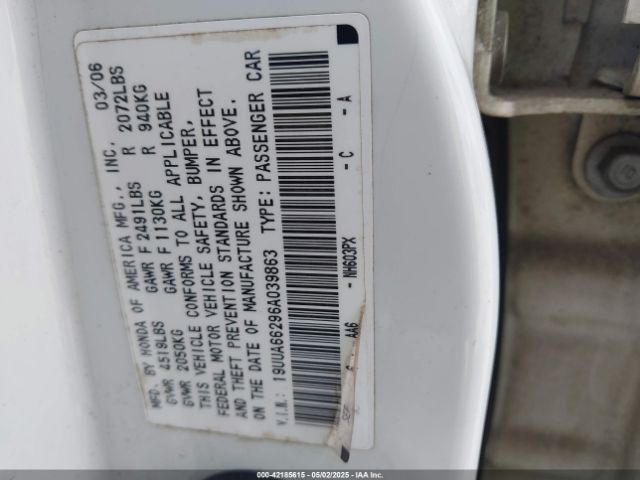 MFD. BY HONDA OF AMERICA MFG., INC. 03/06
GVWR 4519LBS GAWR F 2491LBS R 2072LBS
GVWR 2050KG GAWR F 1130KG R 940KG
THIS VEHICLE CONFORMS TO ALL APPLICABLE
FEDERAL MOTOR VEHICLE SAFETY, BUMPER,
AND THEFT PREVENTION STANDARDS IN EFFECT
ON THE DATE OF MANUFACTURE SHOWN ABOVE.
V.I.N.: 19UUA66296A039863 TYPE: PASSENGER CAR
AA6 NH603PX - C - A
000-42185615 05/02/2025 - IAA Inc.